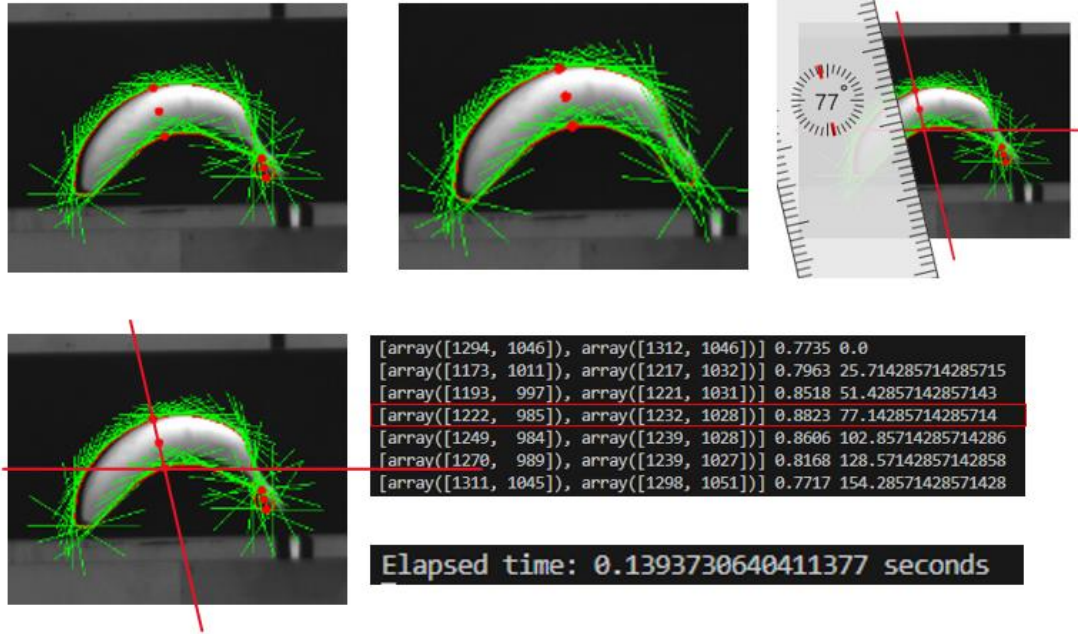 77°
[array([1294, 1046]), array([1312, 1046])] 0.7735 0.0
[array([1173, 1011]), array([1217, 1032])] 0.7963 25.714285714285715
[array([1193,  997]), array([1221, 1031])] 0.8518 51.42857142857143
[array([1222,  985]), array([1232, 1028])] 0.8823 77.14285714285714
[array([1249,  984]), array([1239, 1028])] 0.8606 102.85714285714286
[array([1270,  989]), array([1239, 1027])] 0.8168 128.57142857142858
[array([1311, 1045]), array([1298, 1051])] 0.7717 154.28571428571428
Elapsed time: 0.1393730640411377 seconds